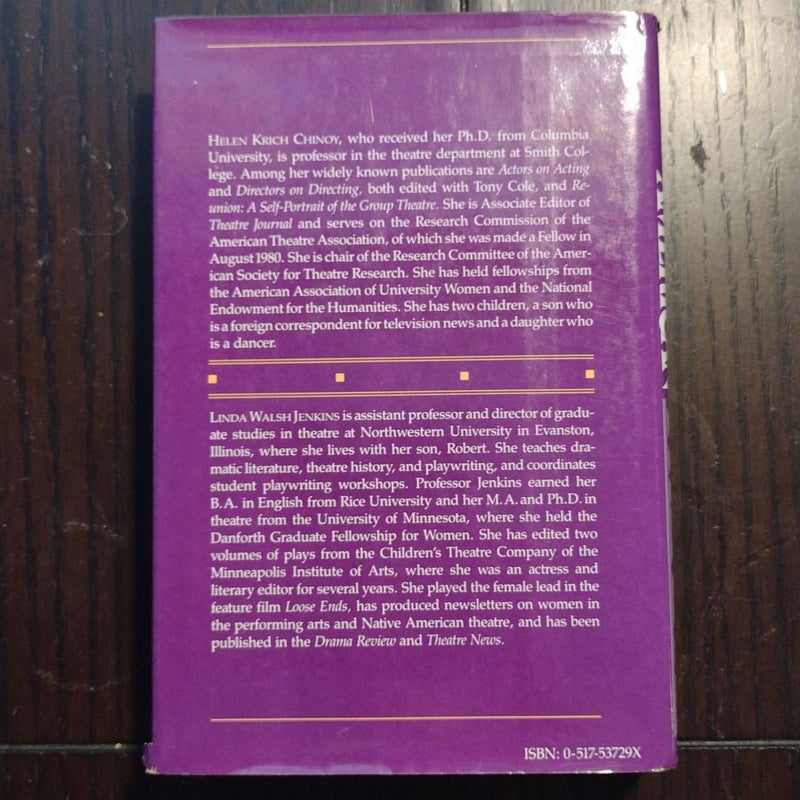 HELEN KRICH CHINOY, who received her Ph.D. from Columbia
University, is professor in the theatre department at Smith Col-
lege. Among her widely known publications are Actors on Acting
and Directors on Directing, both edited with Tony Cole, and Re-
union: A Self-Portrait of the Group Theatre. She is Associate Editor of
Theatre Journal and serves on the Research Commission of the
American Theatre Association, of which she was made a Fellow in
August 1980. She is chair of the Research Committee of the Amer-
ican Society for Theatre Research. She has held fellowships from
the American Association of University Women and the National
Endowment for the Humanities. She has two children, a son who
is a foreign correspondent for television news and a daughter who
is a dancer.
LINDA WALSH JENKINS is assistant professor and director of gradu-
ate studies in theatre at Northwestern University in Evanston,
Illinois, where she lives with her son, Robert. She teaches dra-
matic literature, theatre history, and playwriting, and coordinates
student playwriting workshops. Professor Jenkins earned her
B.A. in English from Rice University and her M.A. and Ph.D. in
theatre from the University of Minnesota, where she held the
Danforth Graduate Fellowship for Women. She has edited two
volumes of plays from the Children's Theatre Company of the
Minneapolis Institute of Arts, where she was an actress and
literary editor for several years. She played the female lead in the
feature film Loose Ends, has produced newsletters on women in
the performing arts and Native American theatre, and has been
published in the Drama Review and Theatre News.
ISBN: 0-517-53729X